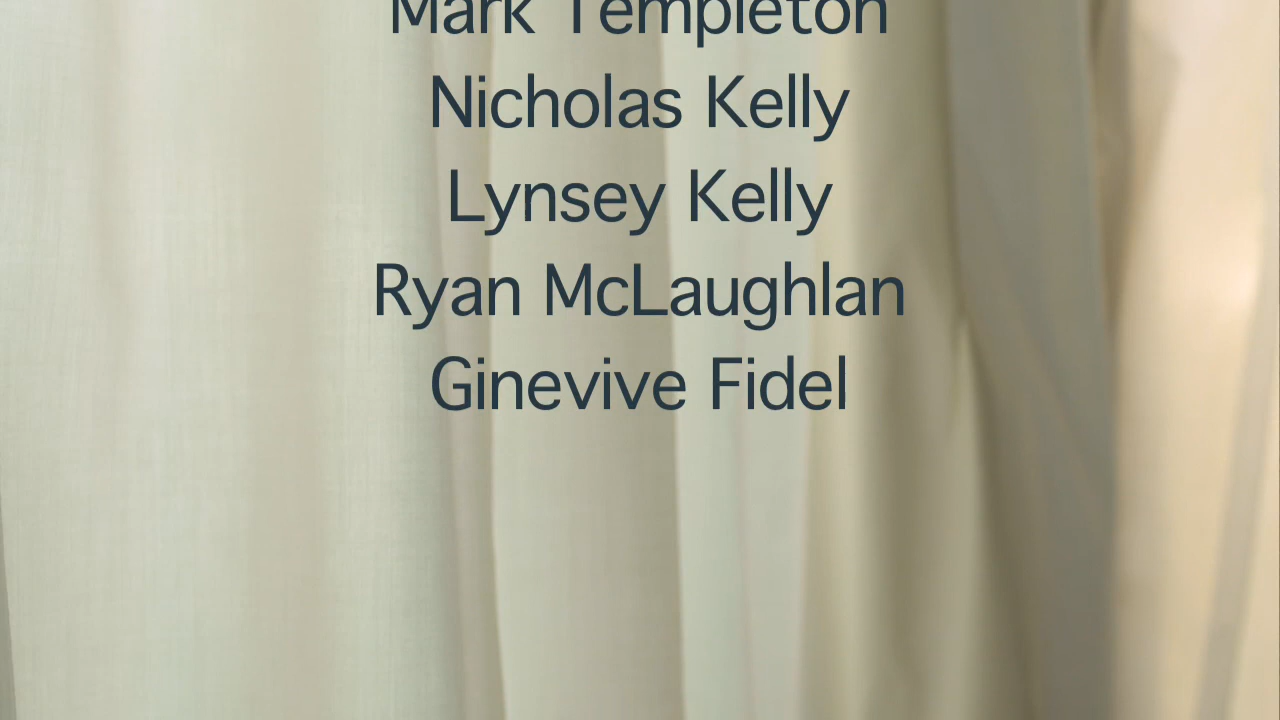 Mark Templeton
Nicholas Kelly
Lynsey Kelly
Ryan McLaughlan
Ginevive Fidel